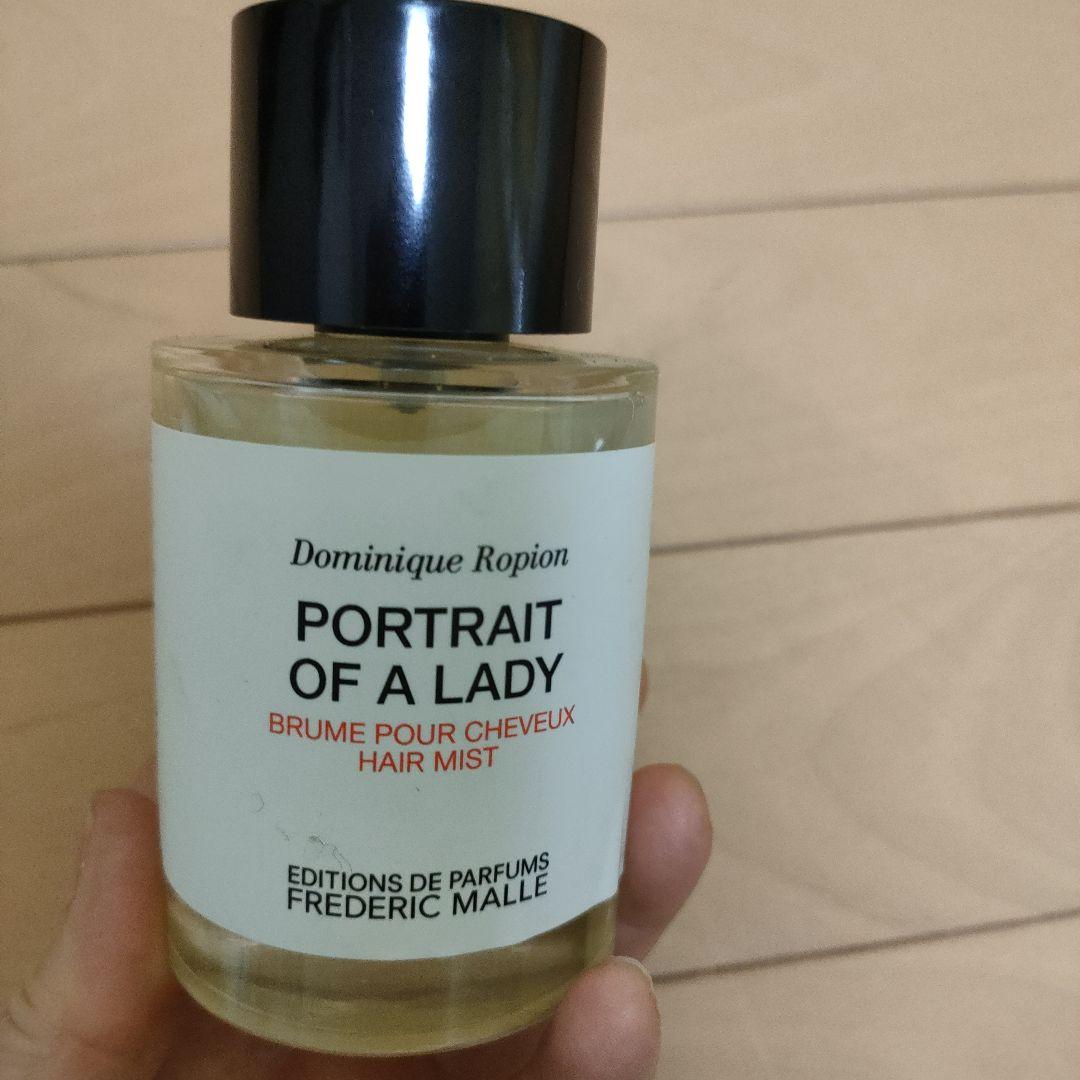 Dominique Ropion
PORTRAIT
OF A LADY
BRUME POUR CHEVEUX
HAIR MIST
EDITIONS DE PARFUMS
FREDERIC MALLE